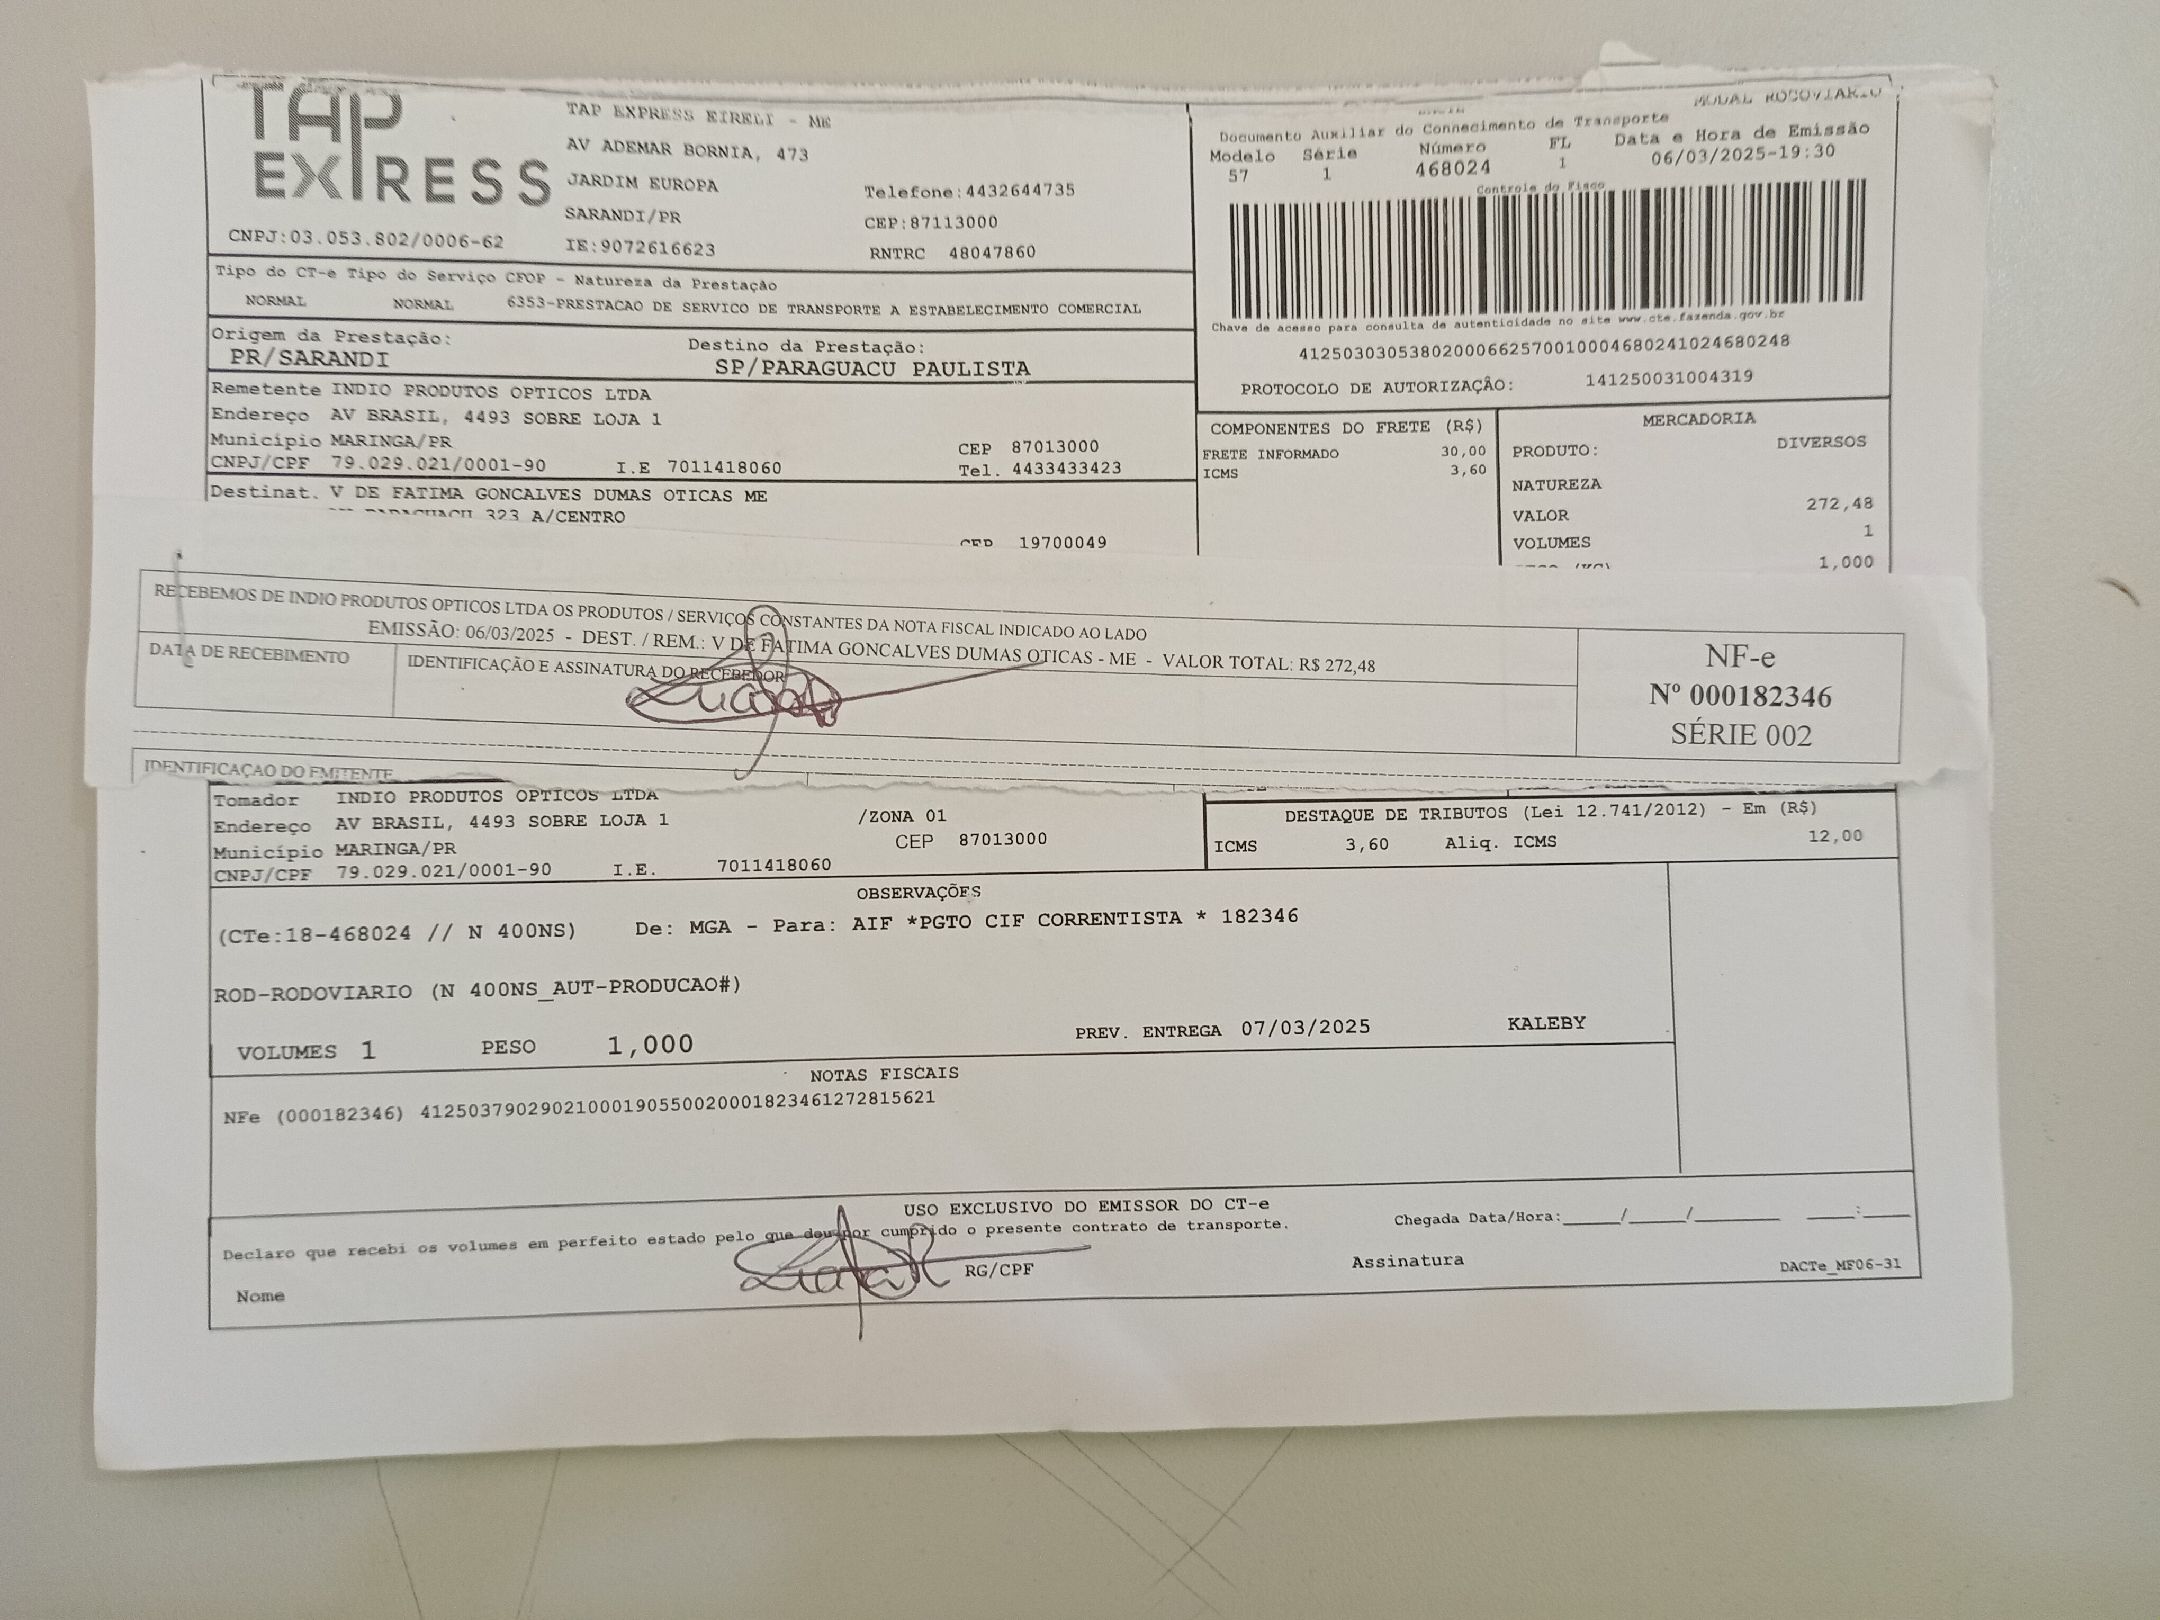 TAP EXPRESS
TAP EXPRESS EIRELI - ME
AV ADEMAR BORNIA, 473
JARDIM EUROPA
Telefone:4432644735
SARANDI/PR
CEP:87113000
CNPJ:03.053.802/0006-62
IE:9072616623
RNTRC 48047860
MODAL RODOVIARIO
Documento Auxiliar do Connecimento de Transporte
Modelo Série Número FL Data e Hora de Emissão
57 1 468024 1 06/03/2025-19:30
Controle do Fisco
Chave de acesso para consulta de autenticidade no site www.cte.fazenda.gov.br
41250303053802000662570010004680241024680248
PROTOCOLO DE AUTORIZAÇÃO: 141250031004319
Tipo do CT-e Tipo do Serviço CFOP - Natureza da Prestação
NORMAL NORMAL 6353-PRESTACAO DE SERVICO DE TRANSPORTE A ESTABELECIMENTO COMERCIAL
Origem da Prestação: Destino da Prestação:
PR/SARANDI SP/PARAGUACU PAULISTA
Remetente INDIO PRODUTOS OPTICOS LTDA
Endereço AV BRASIL, 4493 SOBRE LOJA 1
Município MARINGA/PR CEP 87013000
CNPJ/CPF 79.029.021/0001-90 I.E 7011418060 Tel. 4433433423
Destinat. V DE FATIMA GONCALVES DUMAS OTICAS ME
PARAGUACU 323 A/CENTRO
CEP 19700049
COMPONENTES DO FRETE (R$)
FRETE INFORMADO 30,00
ICMS 3,60
MERCADORIA
PRODUTO: DIVERSOS
NATUREZA
VALOR 272,48
VOLUMES 1
(KG) 1,000
RECEBEMOS DE INDIO PRODUTOS OPTICOS LTDA OS PRODUTOS / SERVIÇOS CONSTANTES DA NOTA FISCAL INDICADO AO LADO
EMISSÃO: 06/03/2025 - DEST. / REM.: V DE FATIMA GONCALVES DUMAS OTICAS - ME - VALOR TOTAL: R$ 272,48
DATA DE RECEBIMENTO
IDENTIFICAÇÃO E ASSINATURA DO RECEBEDOR
NF-e
Nº 000182346
SÉRIE 002
IDENTIFICAÇAO DO EMITENTE
Tomador INDIO PRODUTOS OPTICOS LTDA
Endereço AV BRASIL, 4493 SOBRE LOJA 1 /ZONA 01
Município MARINGA/PR CEP 87013000
CNPJ/CPF 79.029.021/0001-90 I.E. 7011418060
DESTAQUE DE TRIBUTOS (Lei 12.741/2012) - Em (R$)
ICMS 3,60 Aliq. ICMS 12,00
OBSERVAÇÕES
(CTe:18-468024 // N 400NS) De: MGA - Para: AIF *PGTO CIF CORRENTISTA * 182346
ROD-RODOVIARIO (N 400NS_AUT-PRODUCAO#)
VOLUMES 1 PESO 1,000 PREV. ENTREGA 07/03/2025 KALEBY
NOTAS FISCAIS
NFe (000182346) 41250379029021000190550020001823461272815621
USO EXCLUSIVO DO EMISSOR DO CT-e
Declaro que recebi os volumes em perfeito estado pelo que deu por cumprido o presente contrato de transporte.
Chegada Data/Hora:_____/_____/________ ____:____
Nome RG/CPF Assinatura
DACTe_MF06-31